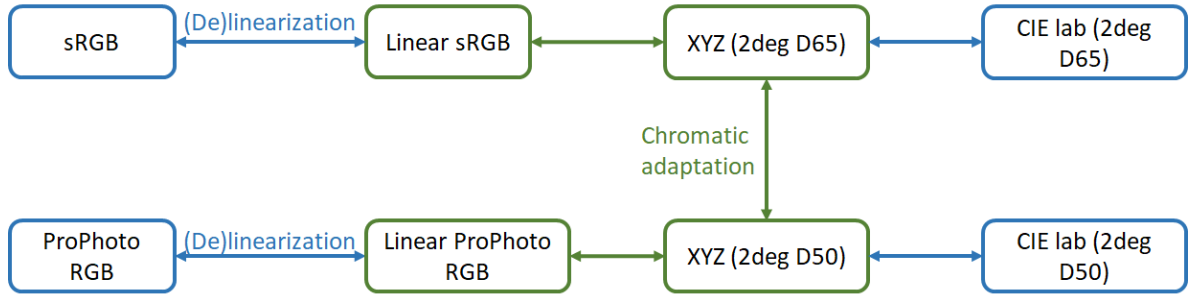 sRGB
(De)linearization
Linear sRGB
XYZ (2deg D65)
CIE lab (2deg
D65)
Chromatic
adaptation
ProPhoto
RGB
(De)linearization
Linear ProPhoto
RGB
XYZ (2deg D50)
CIE lab (2deg
D50)